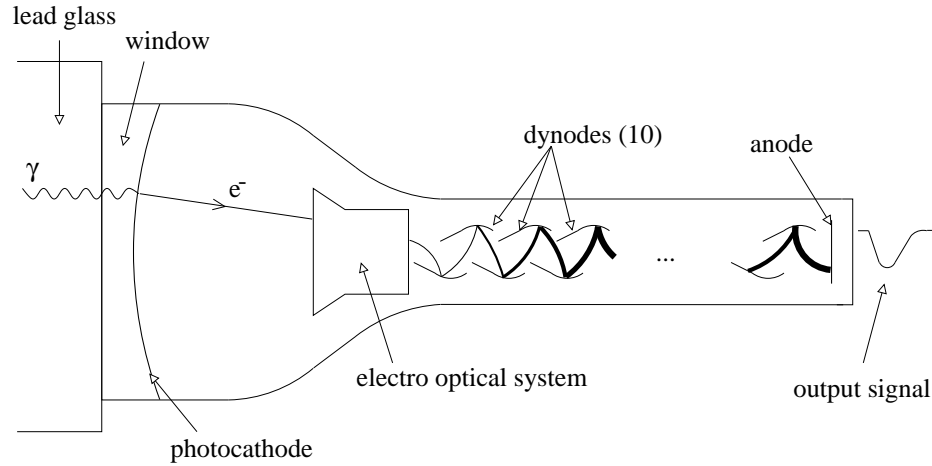 lead glass
window
dynodes (10)
anode
γ
e-
...
electro optical system
output signal
photocathode